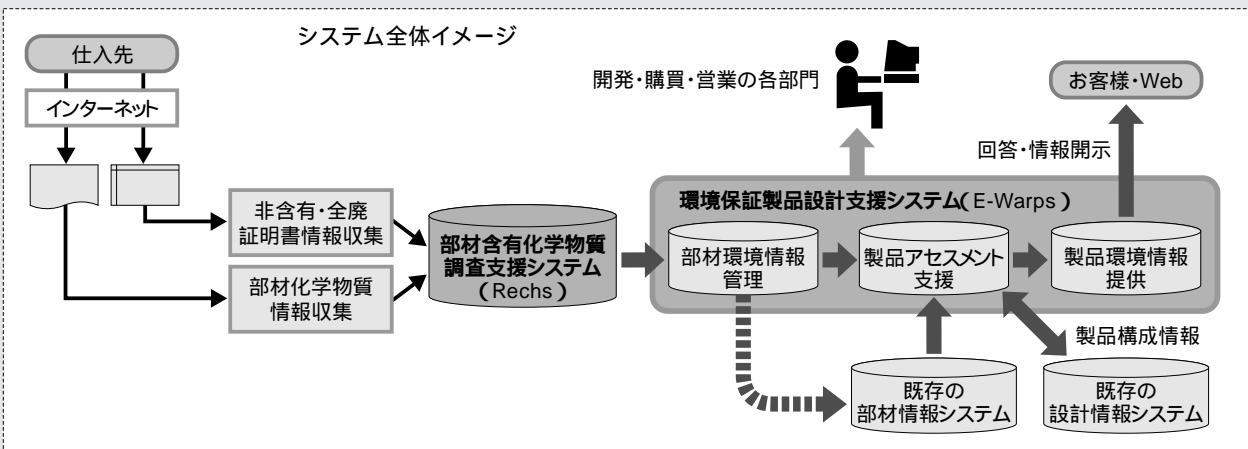 システム全体イメージ
仕入先
インターネット
非含有・全廃
証明書情報収集
部材化学物質
情報収集
部材含有化学物質
調査支援システム
(Rechs)
開発・購買・営業の各部門
お客様・Web
回答・情報開示
環境保証製品設計支援システム(E-Warps)
部材環境情報
管理
製品アセスメント
支援
製品環境情報
提供
製品構成情報
既存の
部材情報システム
既存の
設計情報システム